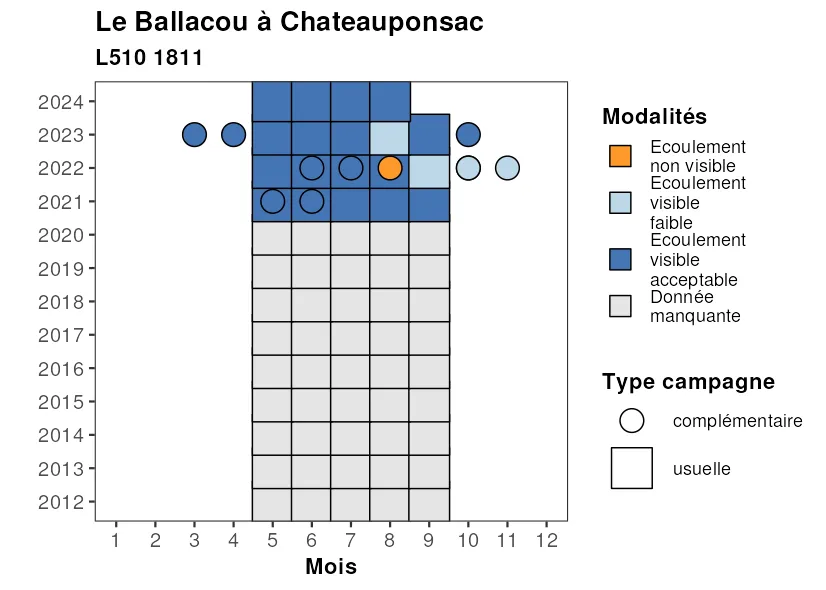 Le Ballacou à Chateauponsac
L510 1811
2024
2023
2022
2021
2020
2019
2018
2017
2016
2015
2014
2013
2012
1 2 3 4 5 6 7 8 9 10 11 12
Mois
Modalités
Ecoulement
non visible
Ecoulement
visible
faible
Ecoulement
visible
acceptable
Donnée
manquante
Type campagne
complémentaire
usuelle